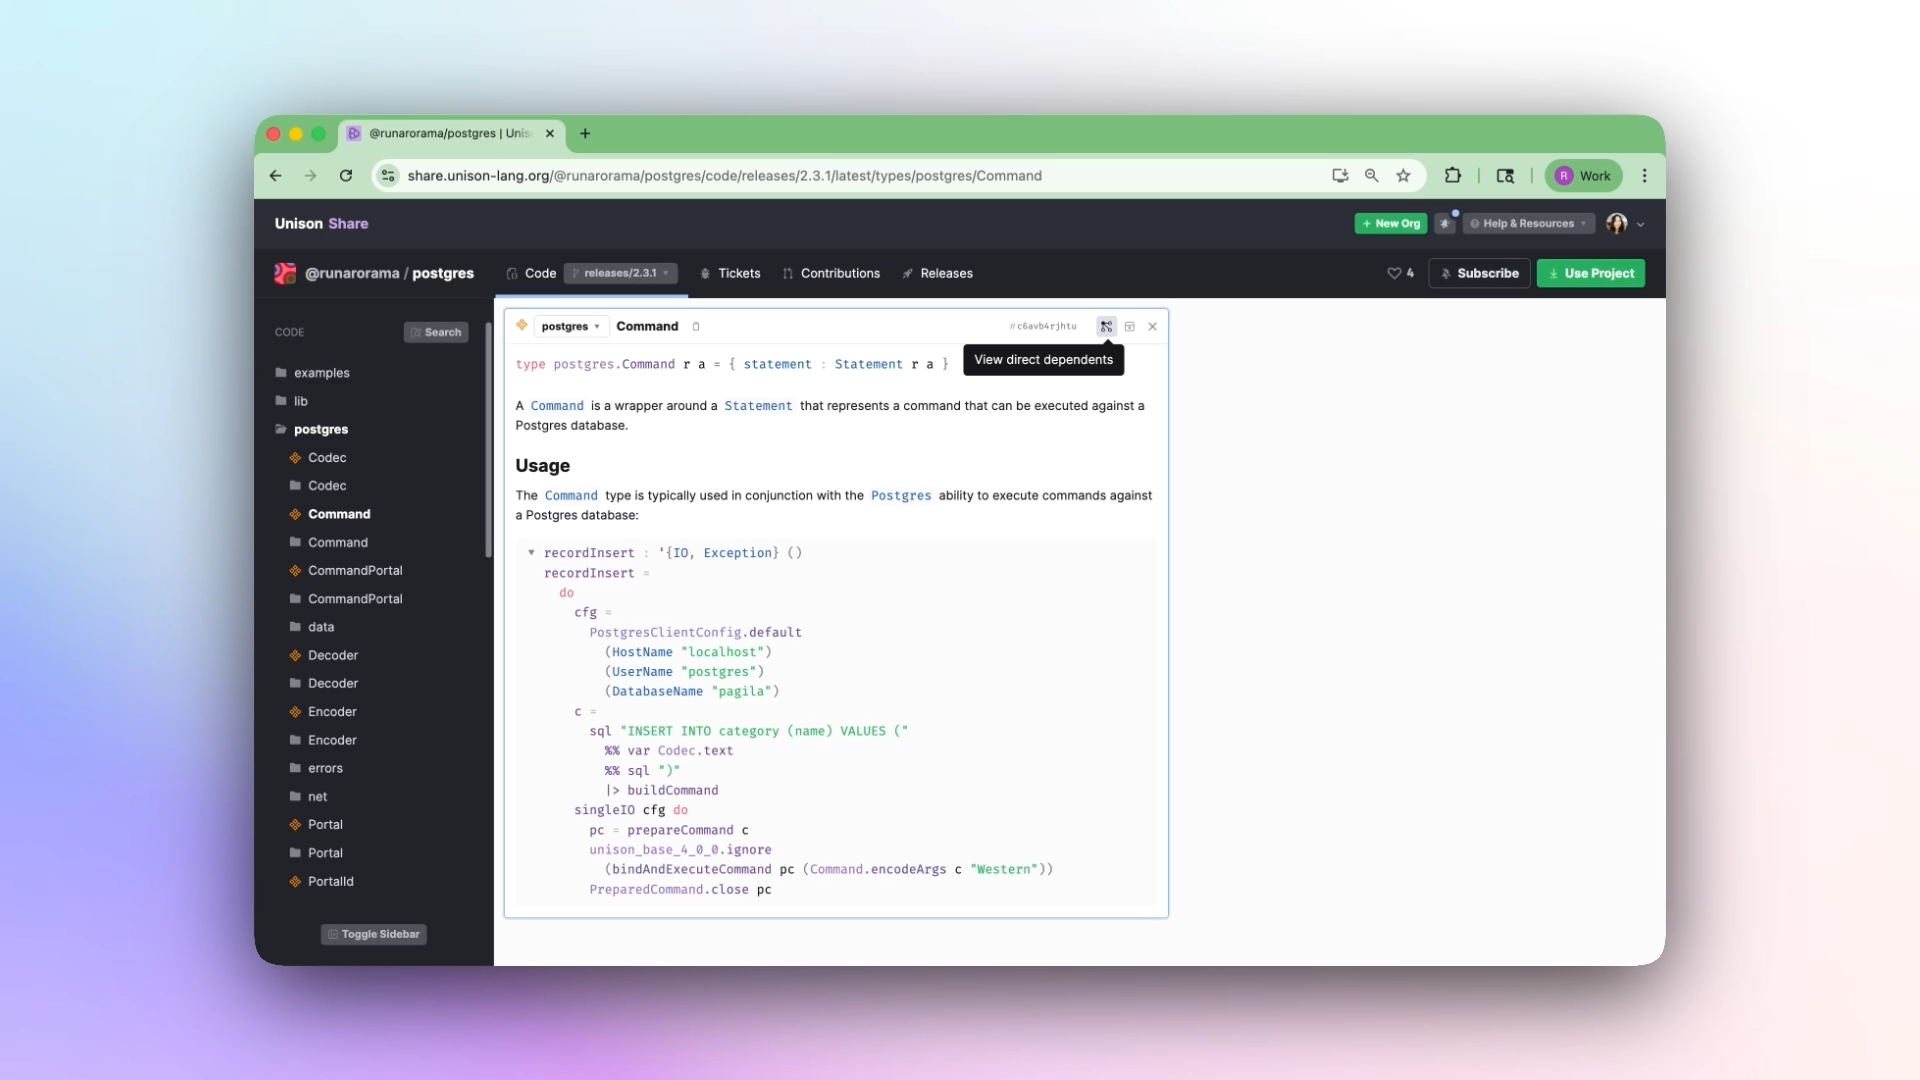 @runarorama/postgres | Unis
share.unison-lang.org/@runarorama/postgres/code/releases/2.3.1/latest/types/postgres/Command
R Work
Unison Share
+ New Org
Help & Resources
@runarorama / postgres
Code
releases/2.3.1
Tickets
Contributions
Releases
4
Subscribe
Use Project
CODE
Search
examples
lib
postgres
Codec
Codec
Command
Command
CommandPortal
CommandPortal
data
Decoder
Decoder
Encoder
Encoder
errors
net
Portal
Portal
PortalId
Toggle Sidebar
postgres
Command
#c6avb4rjhtu
View direct dependents
type postgres.Command r a = { statement : Statement r a }
A Command is a wrapper around a Statement that represents a command that can be executed against a
Postgres database.
Usage
The Command type is typically used in conjunction with the Postgres ability to execute commands against
a Postgres database:
recordInsert : '{IO, Exception} ()
recordInsert =
do
cfg =
PostgresClientConfig.default
(HostName "localhost")
(UserName "postgres")
(DatabaseName "pagila")
c =
sql "INSERT INTO category (name) VALUES ("
%% var Codec.text
%% sql ")"
|> buildCommand
singleIO cfg do
pc = prepareCommand c
unison_base_4_0_0.ignore
(bindAndExecuteCommand pc (Command.encodeArgs c "Western"))
PreparedCommand.close pc